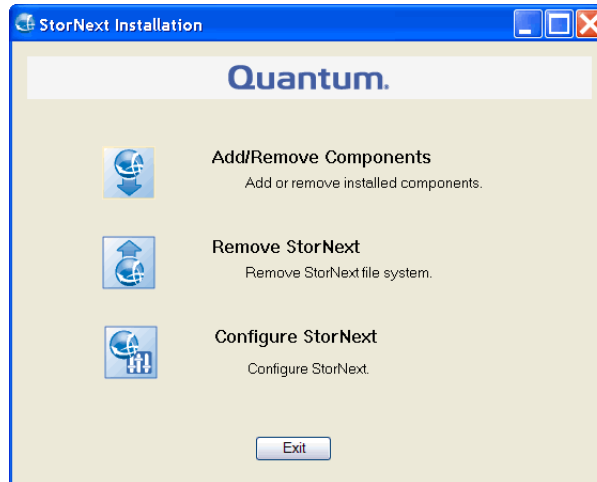 StorNext Installation
Quantum.
Add/Remove Components
Add or remove installed components.
Remove StorNext
Remove StorNext file system.
Configure StorNext
Configure StorNext.
Exit